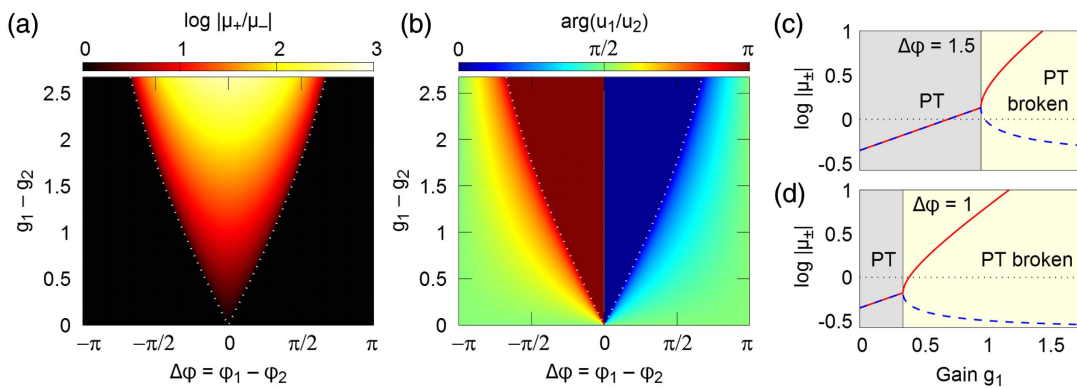 (a)
log |μ+/μ−|
0 1 2 3
g₁ − g₂
2.5
2
1.5
1
0.5
0
−π −π/2 0 π/2 π
Δφ = φ₁ − φ₂
(b)
arg(u₁/u₂)
0 π/2 π
g₁ − g₂
2.5
2
1.5
1
0.5
0
−π −π/2 0 π/2 π
Δφ = φ₁ − φ₂
(c)
log |μ±|
1
0.5
0
-0.5
Δφ = 1.5
PT
PT
broken
(d)
log |μ±|
1
0.5
0
-0.5
Δφ = 1
PT
PT broken
0 0.5 1 1.5
Gain g₁